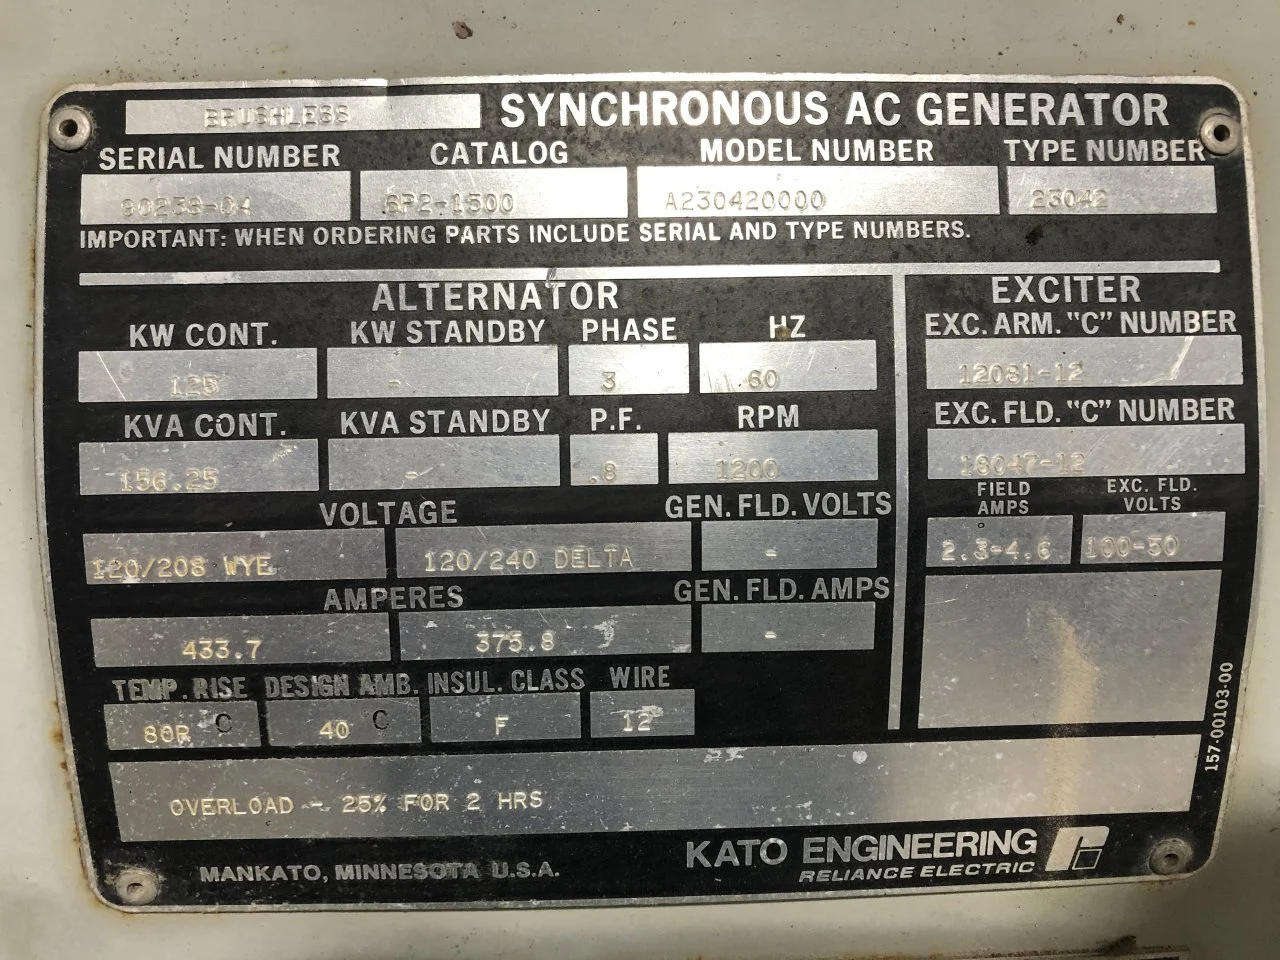 BRUSHLESS SYNCHRONOUS AC GENERATOR
SERIAL NUMBER CATALOG MODEL NUMBER TYPE NUMBER
90238-04 6P2-1500 A230420000 23042
IMPORTANT: WHEN ORDERING PARTS INCLUDE SERIAL AND TYPE NUMBERS.
ALTERNATOR
KW CONT. KW STANDBY PHASE HZ
125 - 3 60
KVA CONT. KVA STANDBY P.F. RPM
156.25 - .8 1200
VOLTAGE GEN. FLD. VOLTS
120/208 WYE 120/240 DELTA -
AMPERES GEN. FLD. AMPS
433.7 375.8 -
TEMP. RISE DESIGN AMB. INSUL. CLASS WIRE
80R C 40 C F 12
EXCITER
EXC. ARM. "C" NUMBER
12081-12
EXC. FLD. "C" NUMBER
18047-12
FIELD AMPS EXC. FLD. VOLTS
2.3-4.6 100-50
157-00103-00
OVERLOAD - 25% FOR 2 HRS
MANKATO, MINNESOTA U.S.A.
KATO ENGINEERING
RELIANCE ELECTRIC